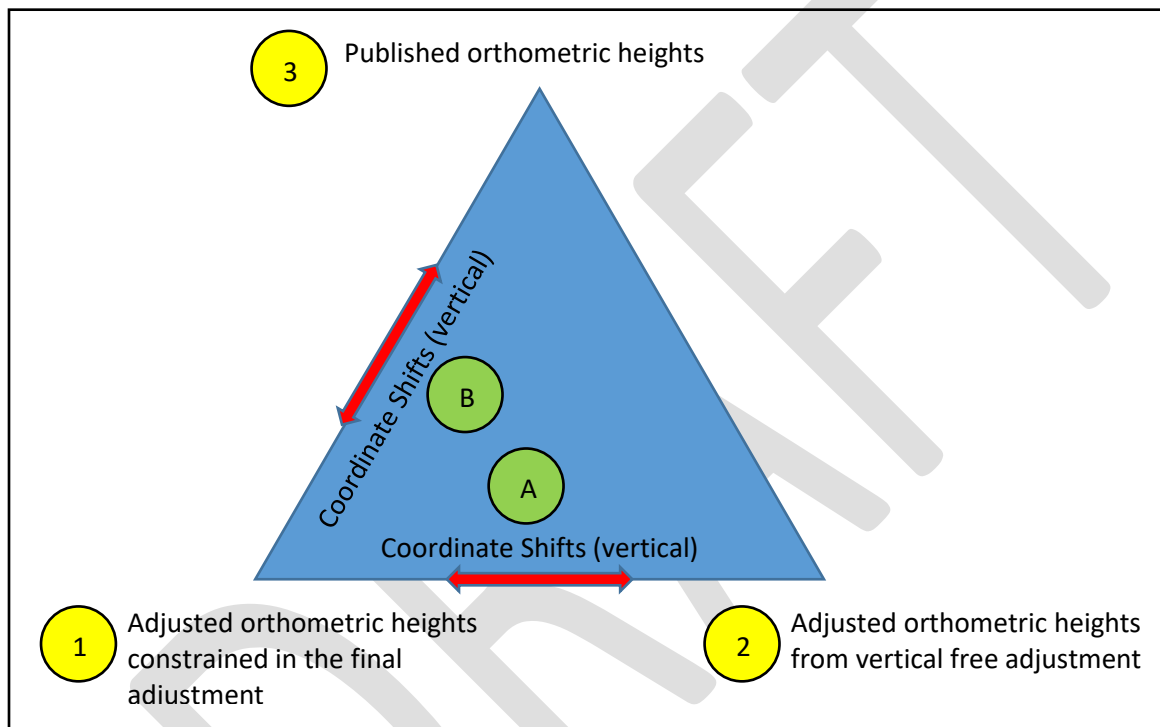 3
Published orthometric heights
Coordinate Shifts (vertical)
B
A
Coordinate Shifts (vertical)
1
Adjusted orthometric heights
constrained in the final
adiustment
2
Adjusted orthometric heights
from vertical free adjustment
DRAFT